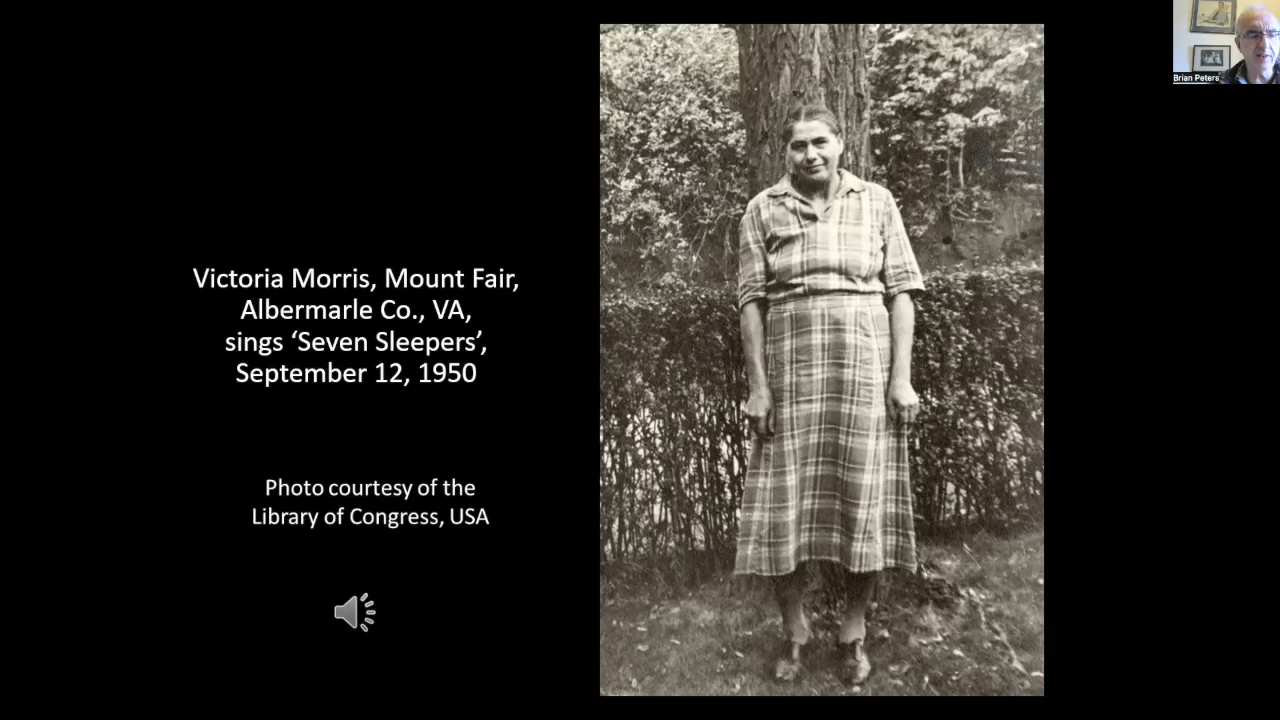 Victoria Morris, Mount Fair,
Albermarle Co., VA,
sings ‘Seven Sleepers’,
September 12, 1950
Photo courtesy of the
Library of Congress, USA
Brian Peters